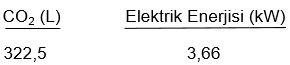 CO₂ (L) Elektrik Enerjisi (kW)
322,5 3,66